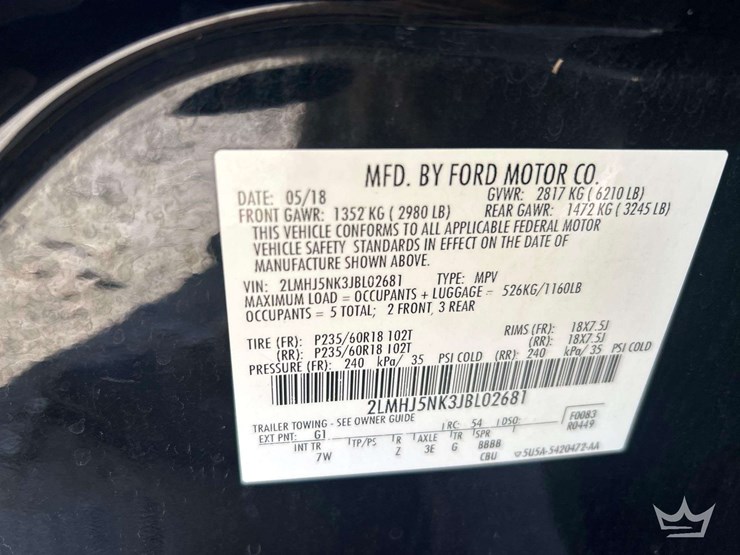 MFD. BY FORD MOTOR CO.
DATE: 05/18 GVWR: 2817 KG ( 6210 LB)
FRONT GAWR: 1352 KG ( 2980 LB) REAR GAWR: 1472 KG ( 3245 LB)
THIS VEHICLE CONFORMS TO ALL APPLICABLE FEDERAL MOTOR
VEHICLE SAFETY STANDARDS IN EFFECT ON THE DATE OF
MANUFACTURE SHOWN ABOVE.
VIN: 2LMHJ5NK3JBL02681 TYPE: MPV
MAXIMUM LOAD = OCCUPANTS + LUGGAGE = 526KG/1160LB
OCCUPANTS = 5 TOTAL; 2 FRONT, 3 REAR
TIRE (FR): P235/60R18 102T RIMS (FR): 18X7.5J
(RR): P235/60R18 102T (RR): 18X7.5J
PRESSURE (FR): 240 kPa/ 35 PSI COLD (RR): 240 kPa/ 35 PSI COLD
2LMHJ5NK3JBL02681
TRAILER TOWING - SEE OWNER GUIDE RC: 54 DSO: F0083
EXT PNT: G1 R0449
INT TR TP/PS R AXLE TR SPR
7W Z 3E G BBBB
CBU 5U5A-5420472-AA